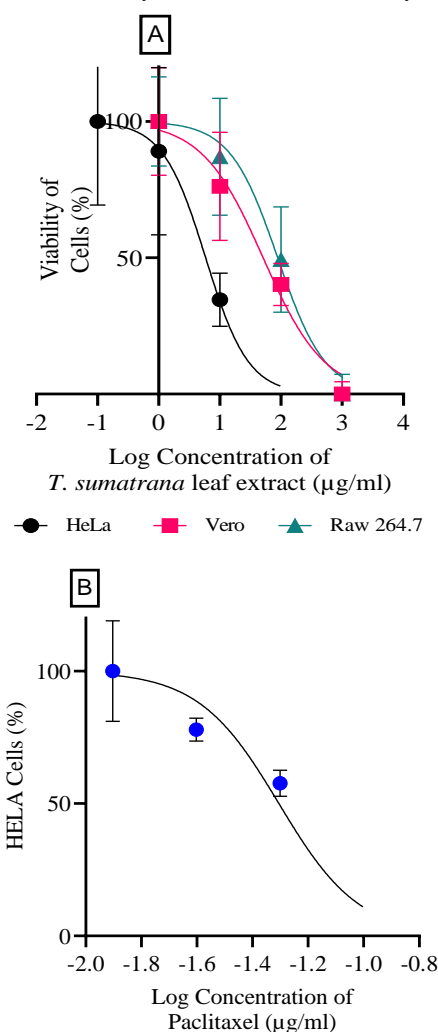 A
100
50
Viability of
Cells (%)
-2 -1 0 1 2 3 4
Log Concentration of
T. sumatrana leaf extract (µg/ml)
HeLa Vero Raw 264.7
B
100
50
0
HELA Cells (%)
-2.0 -1.8 -1.6 -1.4 -1.2 -1.0 -0.8
Log Concentration of
Paclitaxel (µg/ml)